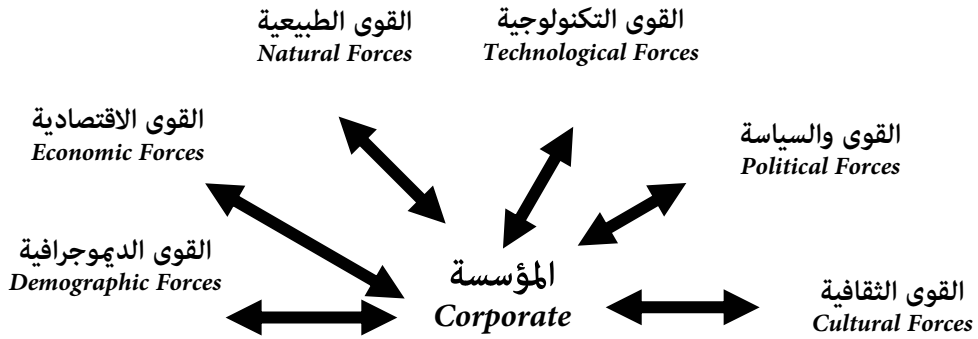 القوى الطبيعية
Natural Forces
القوى التكنولوجية
Technological Forces
القوى الاقتصادية
Economic Forces
القوى والسياسة
Political Forces
القوى الديموجرافية
Demographic Forces
المؤسسة
Corporate
القوى الثقافية
Cultural Forces